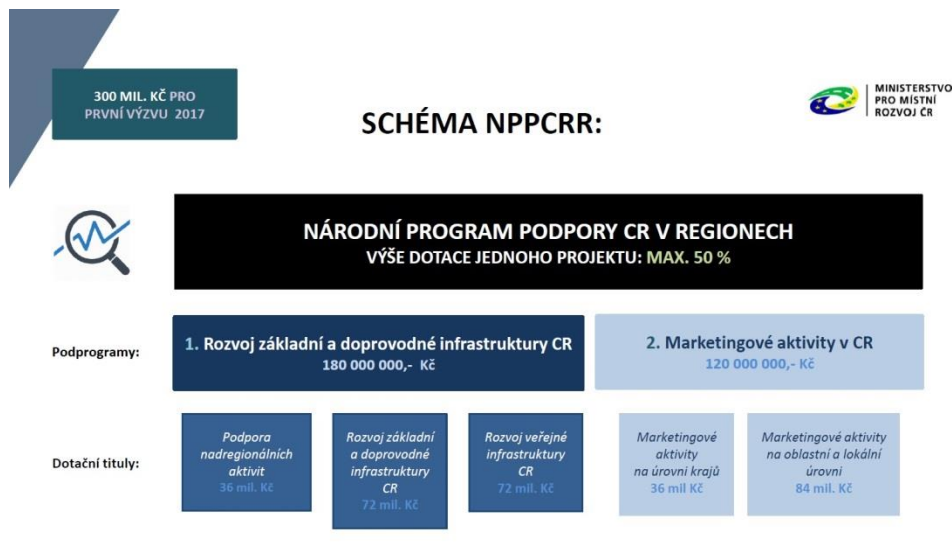 300 MIL. KČ PRO
PRVNÍ VÝZVU 2017
SCHÉMA NPPCRR:
MINISTERSTVO
PRO MÍSTNÍ
ROZVOJ ČR
NÁRODNÍ PROGRAM PODPORY CR V REGIONECH
VÝŠE DOTACE JEDNOHO PROJEKTU: MAX. 50 %
Podprogramy:
1. Rozvoj základní a doprovodné infrastruktury CR
180 000 000,- Kč
2. Marketingové aktivity v CR
120 000 000,- Kč
Dotační tituly:
Podpora
nadregionálních
aktivit
36 mil. Kč
Rozvoj základní
a doprovodné
infrastruktury
CR
72 mil. Kč
Rozvoj veřejné
infrastruktury
CR
72 mil. Kč
Marketingové
aktivity
na úrovni krajů
36 mil Kč
Marketingové aktivity
na oblastní a lokální
úrovni
84 mil. Kč